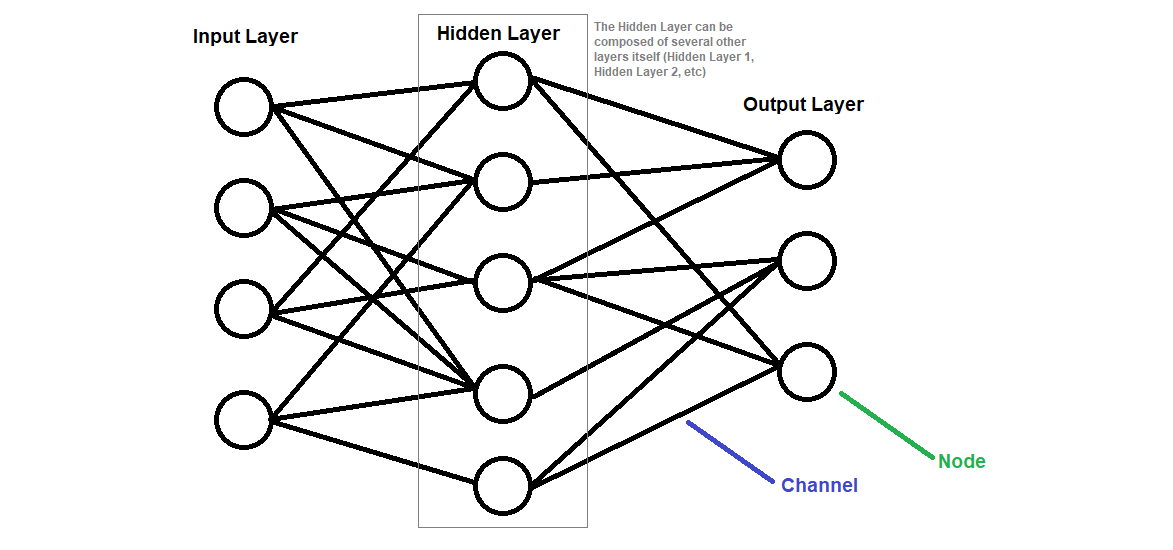 Input Layer
Hidden Layer
The Hidden Layer can be
composed of several other
layers itself (Hidden Layer 1,
Hidden Layer 2, etc)
Output Layer
Node
Channel